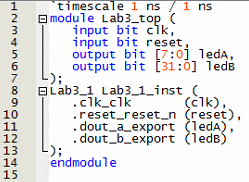 1 `timescale 1 ns / 1 ns
2 module Lab3_top (
3 input bit clk,
4 input bit reset,
5 output bit [7:0] ledA,
6 output bit [31:0] ledB
7 );
8 Lab3_1 Lab3_1_inst (
9 .clk_clk (clk),
10 .reset_reset_n (reset),
11 .dout_a_export (ledA),
12 .dout_b_export (ledB)
13 );
14 endmodule